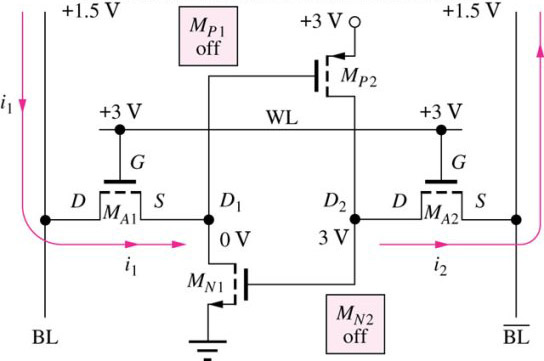 +1.5 V
M_P1
off
+3 V
+1.5 V
M_P2
i_1
+3 V
WL
+3 V
G
G
D
M_A1
S
D_1
D_2
D
M_A2
S
0 V
3 V
i_1
i_2
M_N1
M_N2
off
BL
B̅L̅